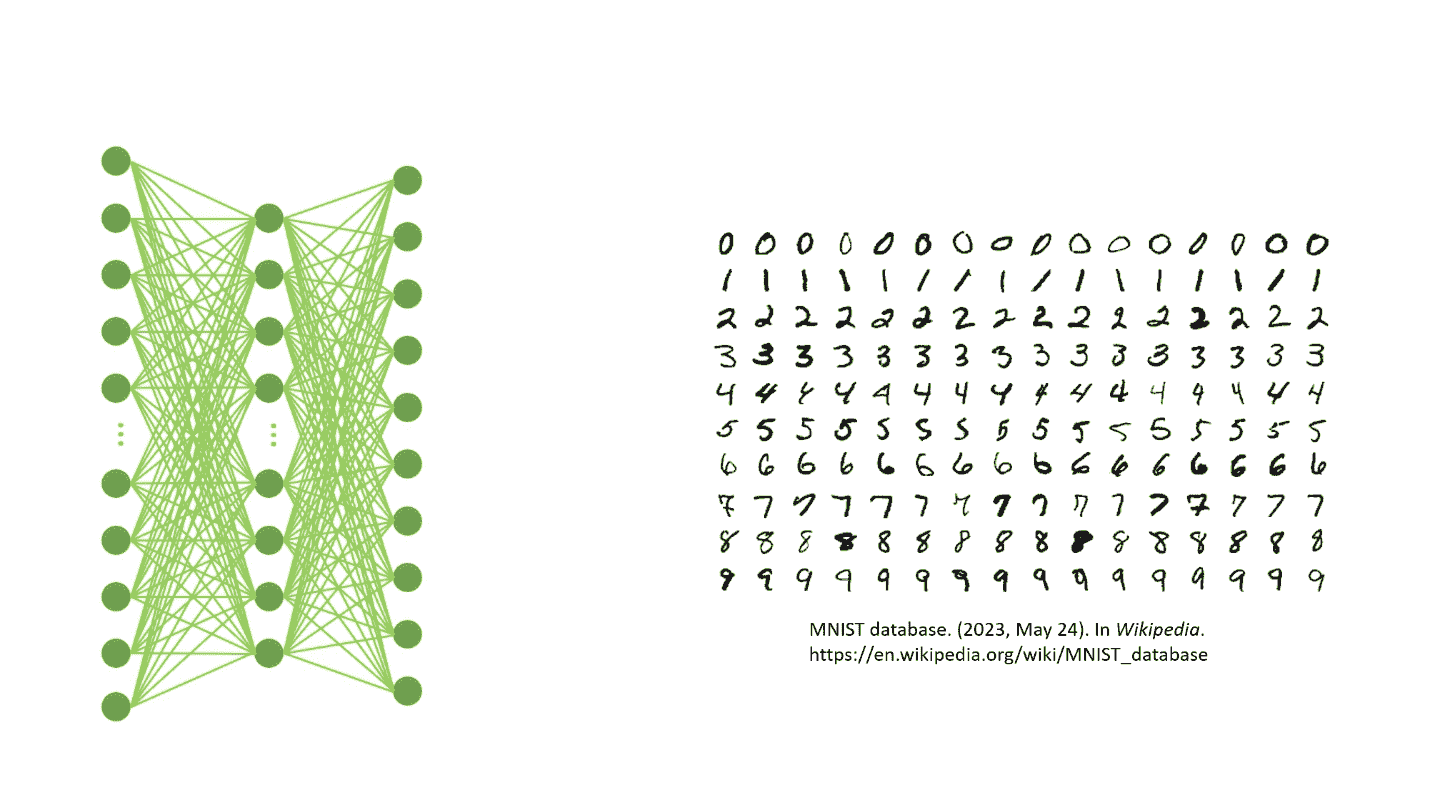 0 0 0 0 0 0 0 0 0 0 0 0 0 0 0 0
1 1 1 1 1 1 1 1 1 1 1 1 1 1 1 1
2 2 2 2 2 2 2 2 2 2 2 2 2 2 2 2
3 3 3 3 3 3 3 3 3 3 3 3 3 3 3 3
4 4 4 4 4 4 4 4 4 4 4 4 4 4 4 4
5 5 5 5 5 5 5 5 5 5 5 5 5 5 5 5
6 6 6 6 6 6 6 6 6 6 6 6 6 6 6 6
7 7 7 7 7 7 7 7 7 7 7 7 7 7 7 7
8 8 8 8 8 8 8 8 8 8 8 8 8 8 8 8
9 9 9 9 9 9 9 9 9 9 9 9 9 9 9 9
MNIST database. (2023, May 24). In Wikipedia.
https://en.wikipedia.org/wiki/MNIST_database